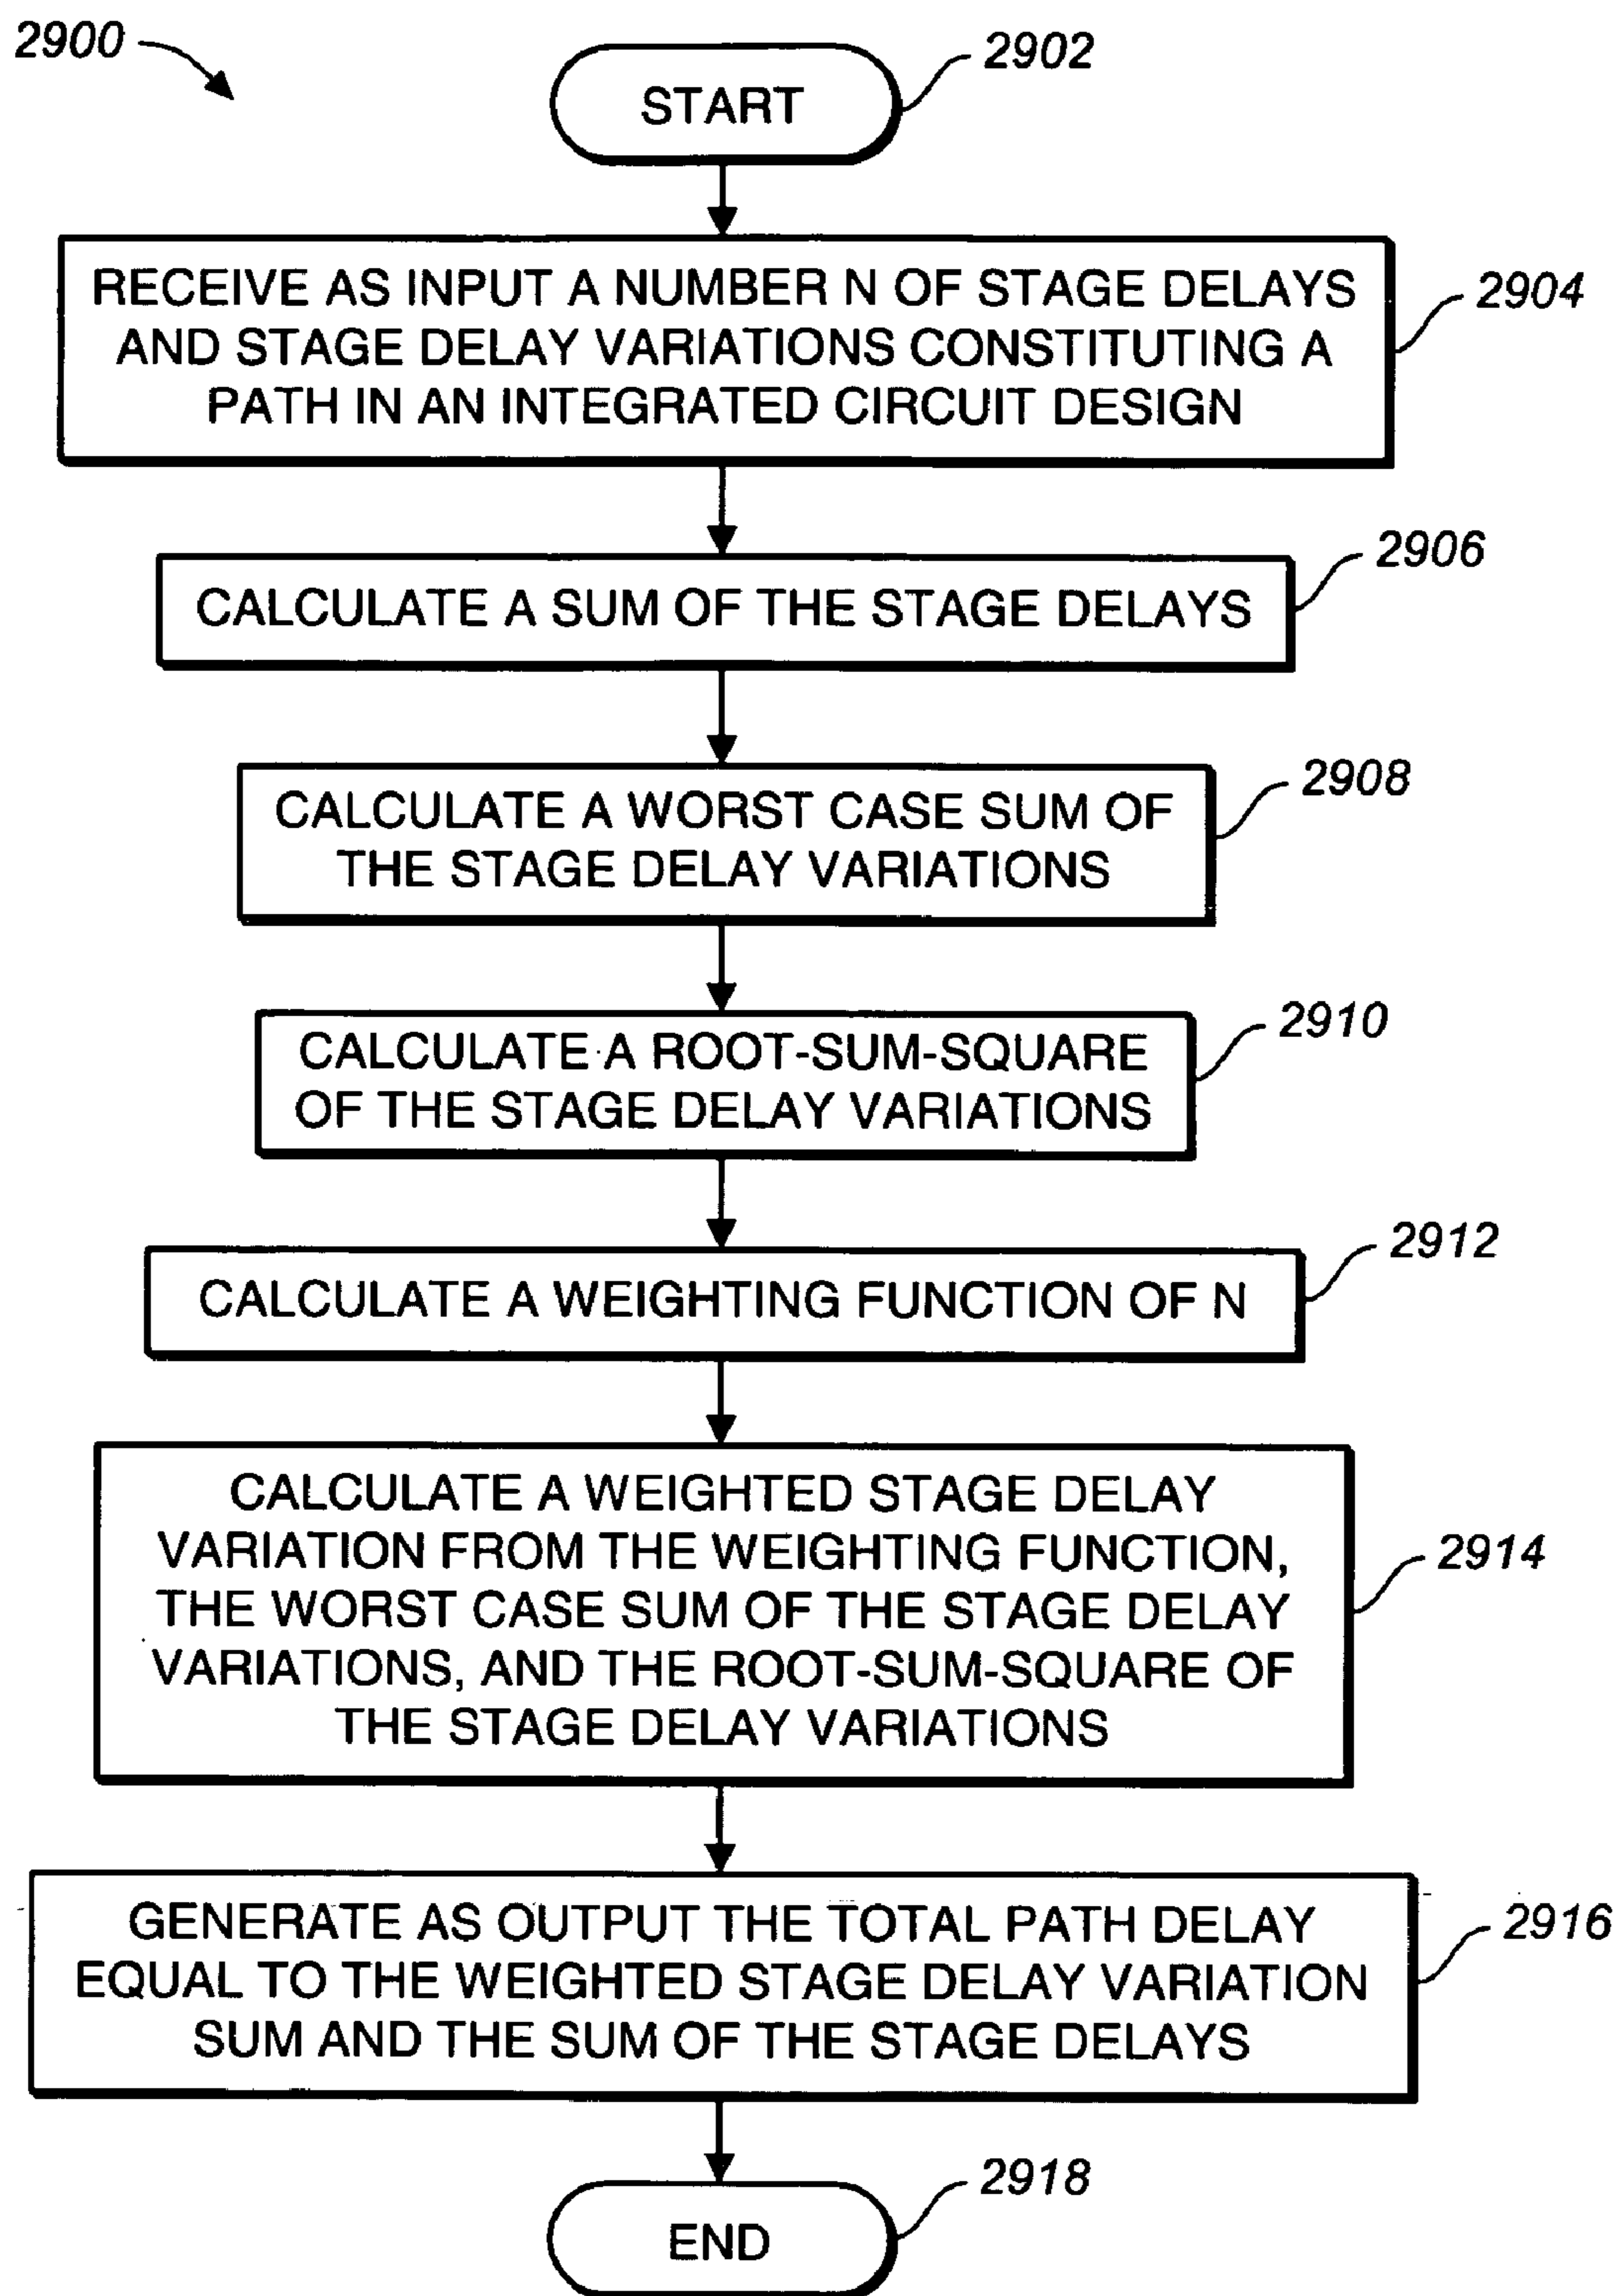 2900
2902
START
RECEIVE AS INPUT A NUMBER N OF STAGE DELAYS
AND STAGE DELAY VARIATIONS CONSTITUTING A
PATH IN AN INTEGRATED CIRCUIT DESIGN
2904
CALCULATE A SUM OF THE STAGE DELAYS
2906
CALCULATE A WORST CASE SUM OF
THE STAGE DELAY VARIATIONS
2908
CALCULATE A ROOT-SUM-SQUARE
OF THE STAGE DELAY VARIATIONS
2910
CALCULATE A WEIGHTING FUNCTION OF N
2912
CALCULATE A WEIGHTED STAGE DELAY
VARIATION FROM THE WEIGHTING FUNCTION,
THE WORST CASE SUM OF THE STAGE DELAY
VARIATIONS, AND THE ROOT-SUM-SQUARE OF
THE STAGE DELAY VARIATIONS
2914
GENERATE AS OUTPUT THE TOTAL PATH DELAY
EQUAL TO THE WEIGHTED STAGE DELAY VARIATION
SUM AND THE SUM OF THE STAGE DELAYS
2916
END
2918